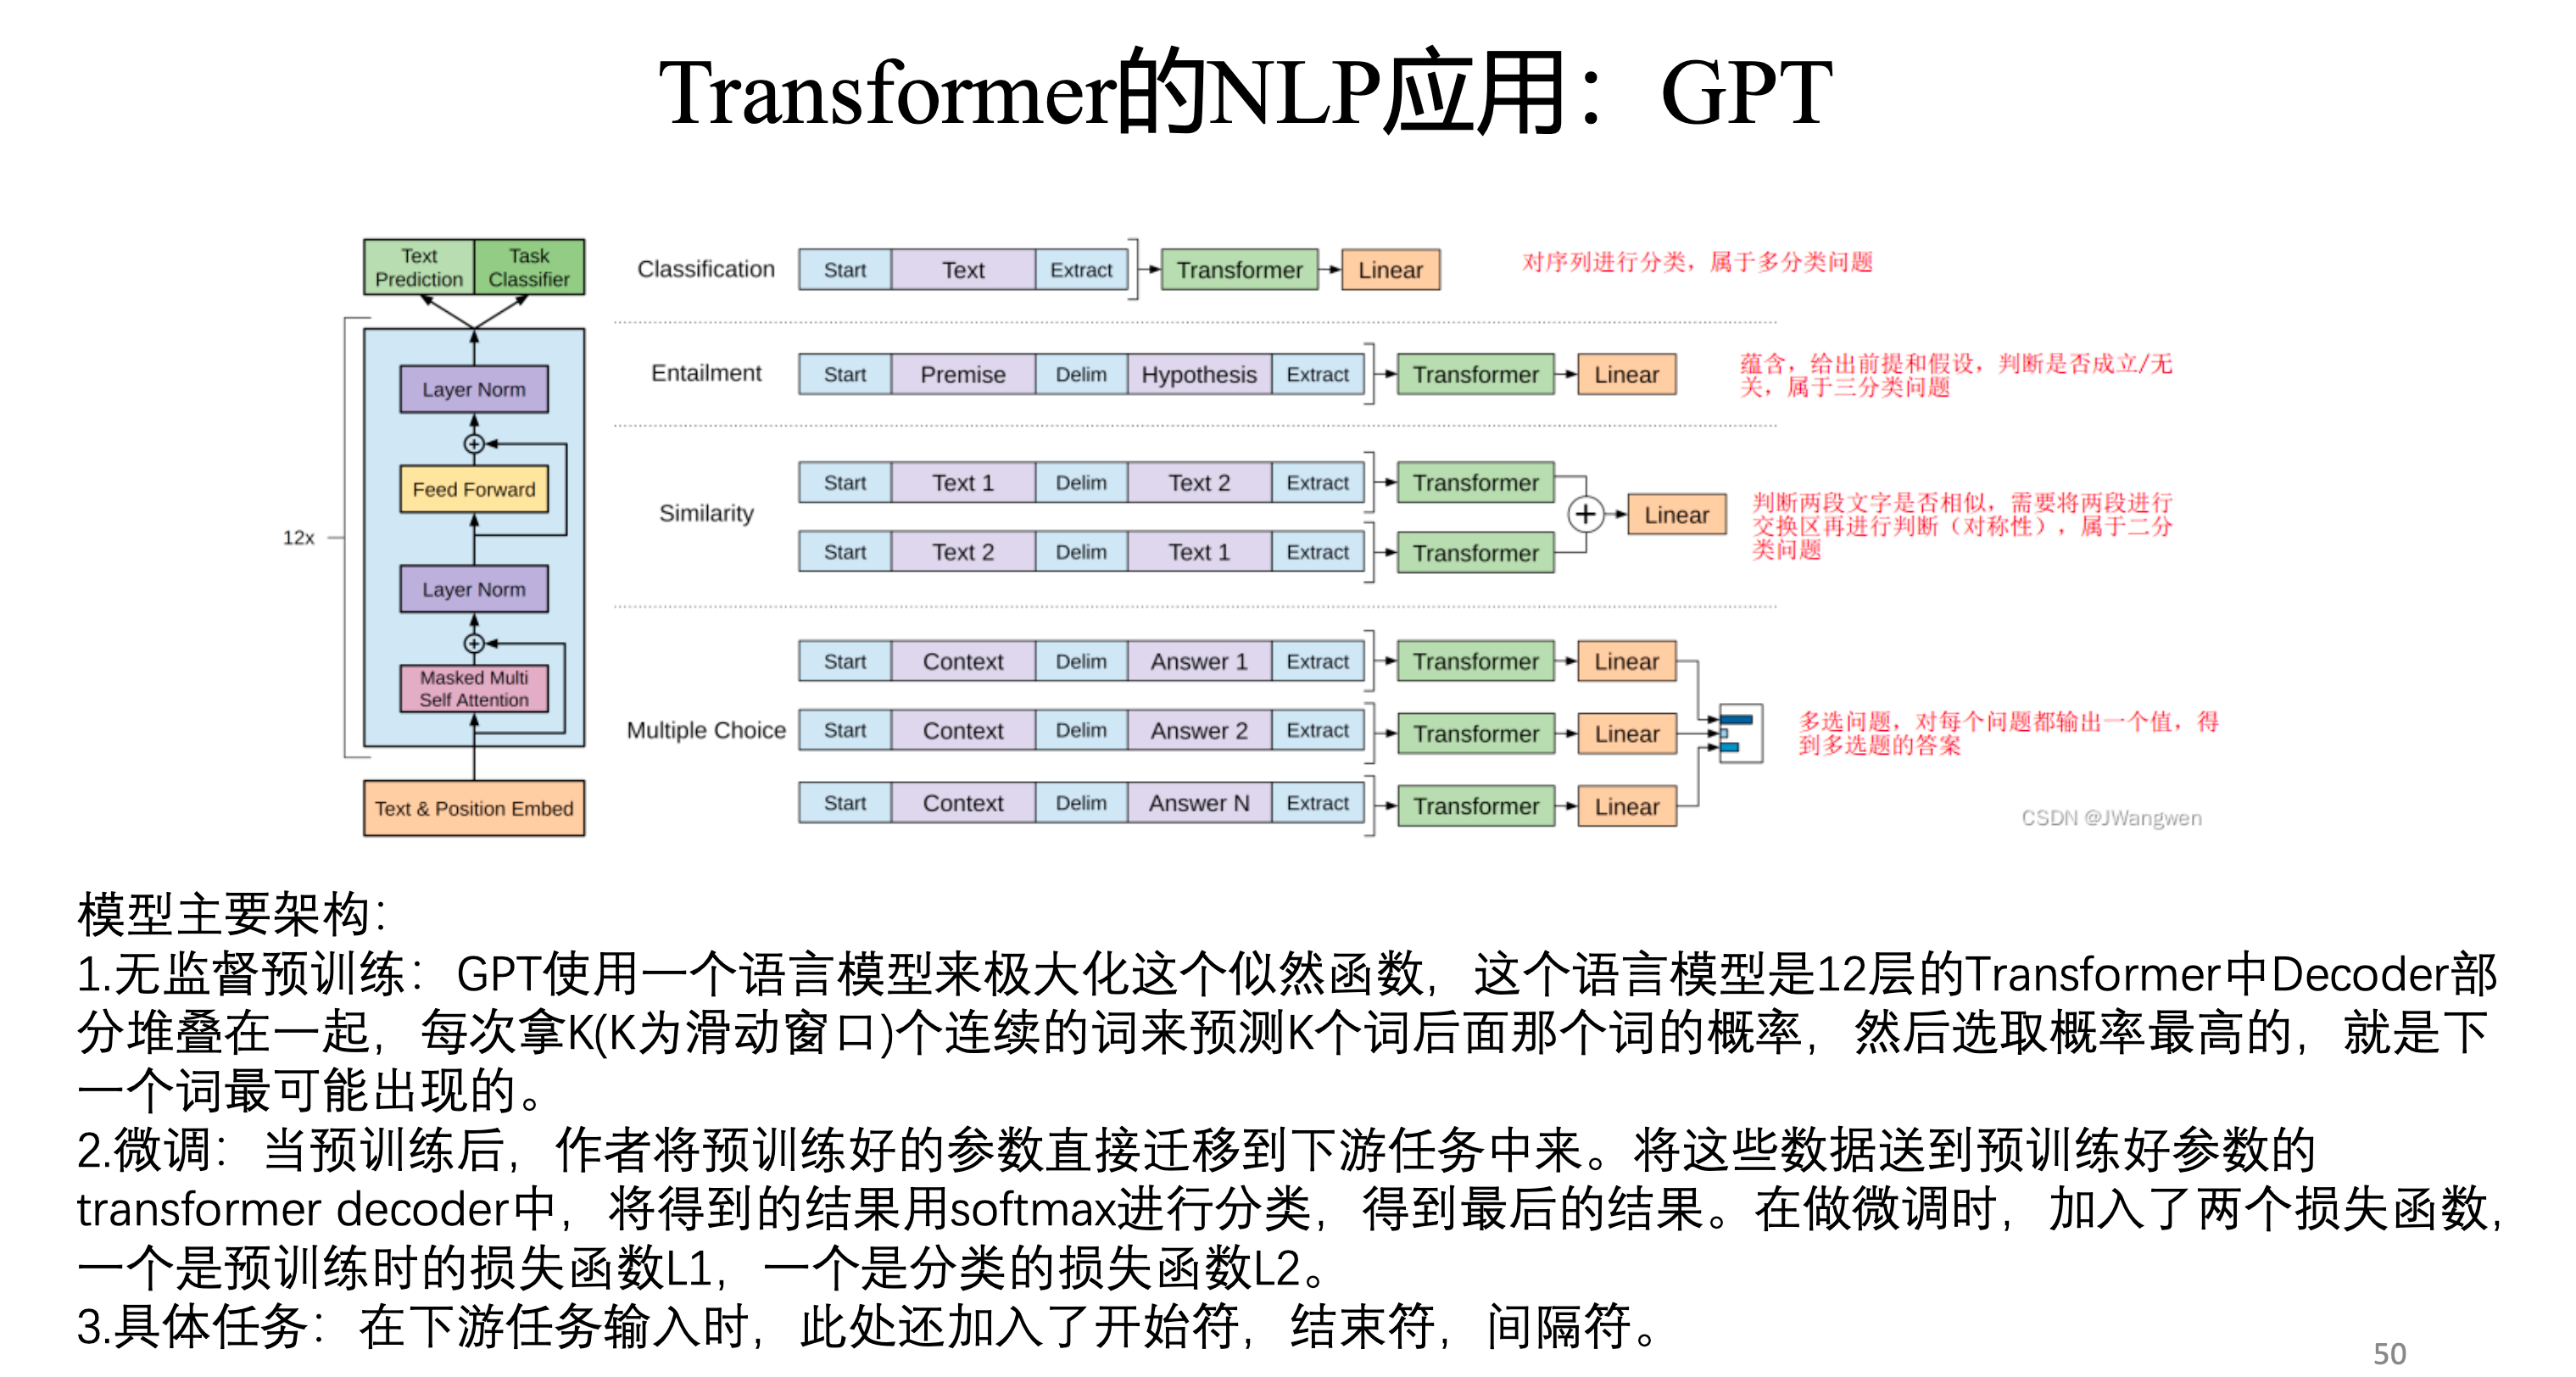 Transformer的NLP应用：GPT
Text
Prediction
Task
Classifier
Layer Norm
Feed Forward
Layer Norm
Masked Multi
Self Attention
12x
Text & Position Embed
Classification
Start
Text
Extract
Transformer
Linear
对序列进行分类，属于多分类问题
Entailment
Start
Premise
Delim
Hypothesis
Extract
Transformer
Linear
蕴含，给出前提和假设，判断是否成立/无
关，属于三分类问题
Similarity
Start
Text 1
Delim
Text 2
Extract
Transformer
Start
Text 2
Delim
Text 1
Extract
Transformer
Linear
判断两段文字是否相似，需要将两段进行
交换区再进行判断（对称性），属于二分
类问题
Multiple Choice
Start
Context
Delim
Answer 1
Extract
Transformer
Linear
Start
Context
Delim
Answer 2
Extract
Transformer
Linear
Start
Context
Delim
Answer N
Extract
Transformer
Linear
多选问题，对每个问题都输出一个值，得
到多选题的答案
CSDN @JWangwen
模型主要架构：
1.无监督预训练：GPT使用一个语言模型来极大化这个似然函数，这个语言模型是12层的Transformer中Decoder部
分堆叠在一起，每次拿K(K为滑动窗口)个连续的词来预测K个词后面那个词的概率，然后选取概率最高的，就是下
一个词最可能出现的。
2.微调：当预训练后，作者将预训练好的参数直接迁移到下游任务中来。将这些数据送到预训练好参数的
transformer decoder中，将得到的结果用softmax进行分类，得到最后的结果。在做微调时，加入了两个损失函数，
一个是预训练时的损失函数L1，一个是分类的损失函数L2。
3.具体任务：在下游任务输入时，此处还加入了开始符，结束符，间隔符。
50